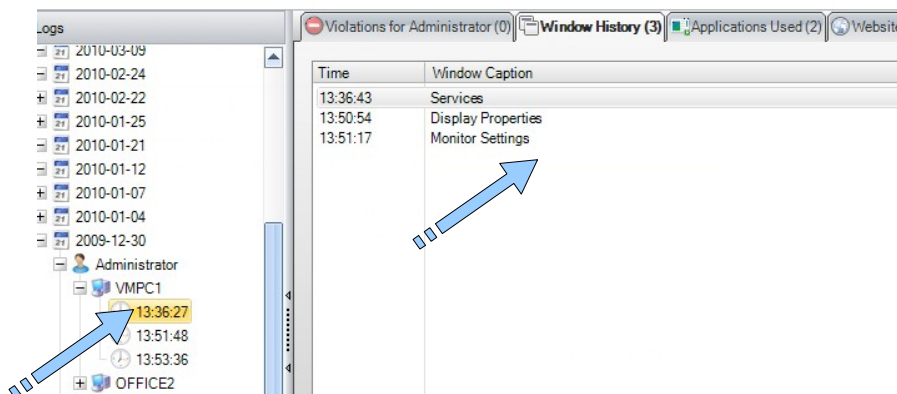 Logs
2010-03-09
2010-02-24
2010-02-22
2010-01-25
2010-01-21
2010-01-12
2010-01-07
2010-01-04
2009-12-30
Administrator
VMPC1
13:36:27
13:51:48
13:53:36
OFFICE2
Violations for Administrator (0) Window History (3) Applications Used (2) Website
Time Window Caption
13:36:43 Services
13:50:54 Display Properties
13:51:17 Monitor Settings